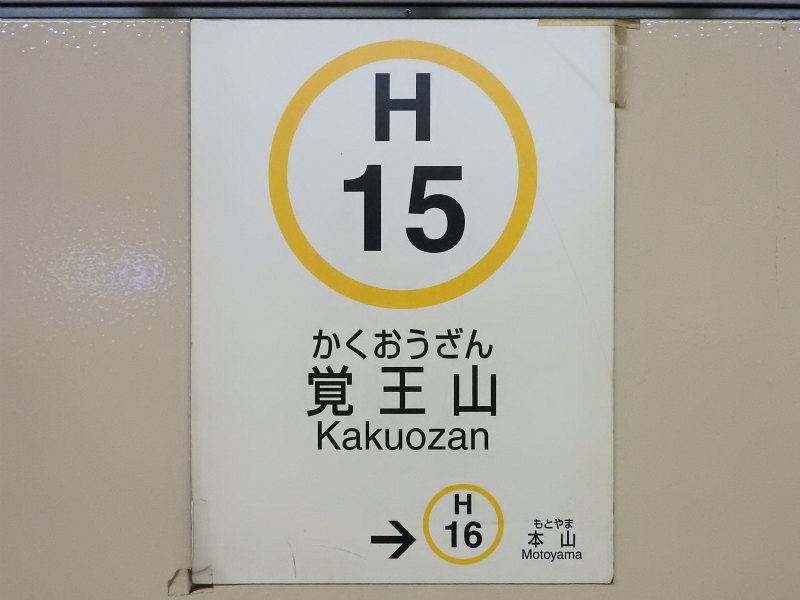 H
15
かくおうざん
覚王山
Kakuozan
→ H
16
もとやま
本山
Motoyama